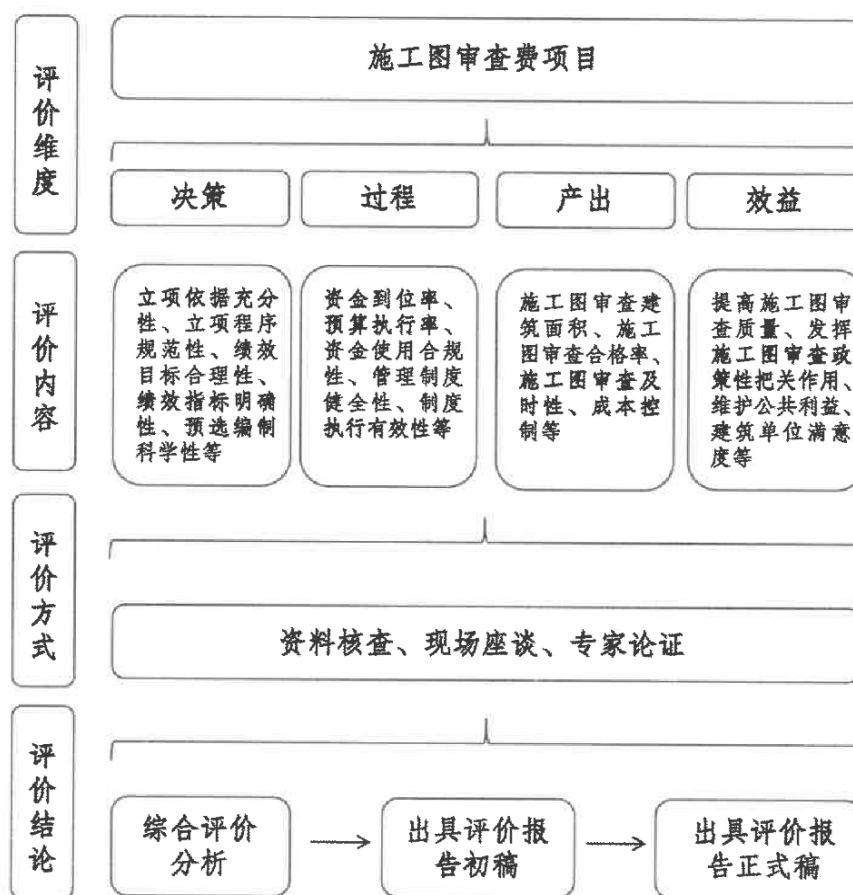 评价维度
施工图审查费项目
决策
过程
产出
效益
评价内容
立项依据充分
性、立项程序
规范性、绩效
目标合理性、
绩效指标明确
性、预选编制
科学性等
资金到位率、
预算执行率、
资金使用合规
性、管理制度
健全性、制度
执行有效性等
施工图审查建
筑面积、施工
图审查合格率、
施工图审查及
时性、成本控
制等
提高施工图审
查质量、发挥
施工图审查政
策性把关作用、
维护公共利益、
建筑单位满意
度等
评价方式
资料核查、现场座谈、专家论证
评价结论
综合评价
分析
出具评价报
告初稿
出具评价报
告正式稿